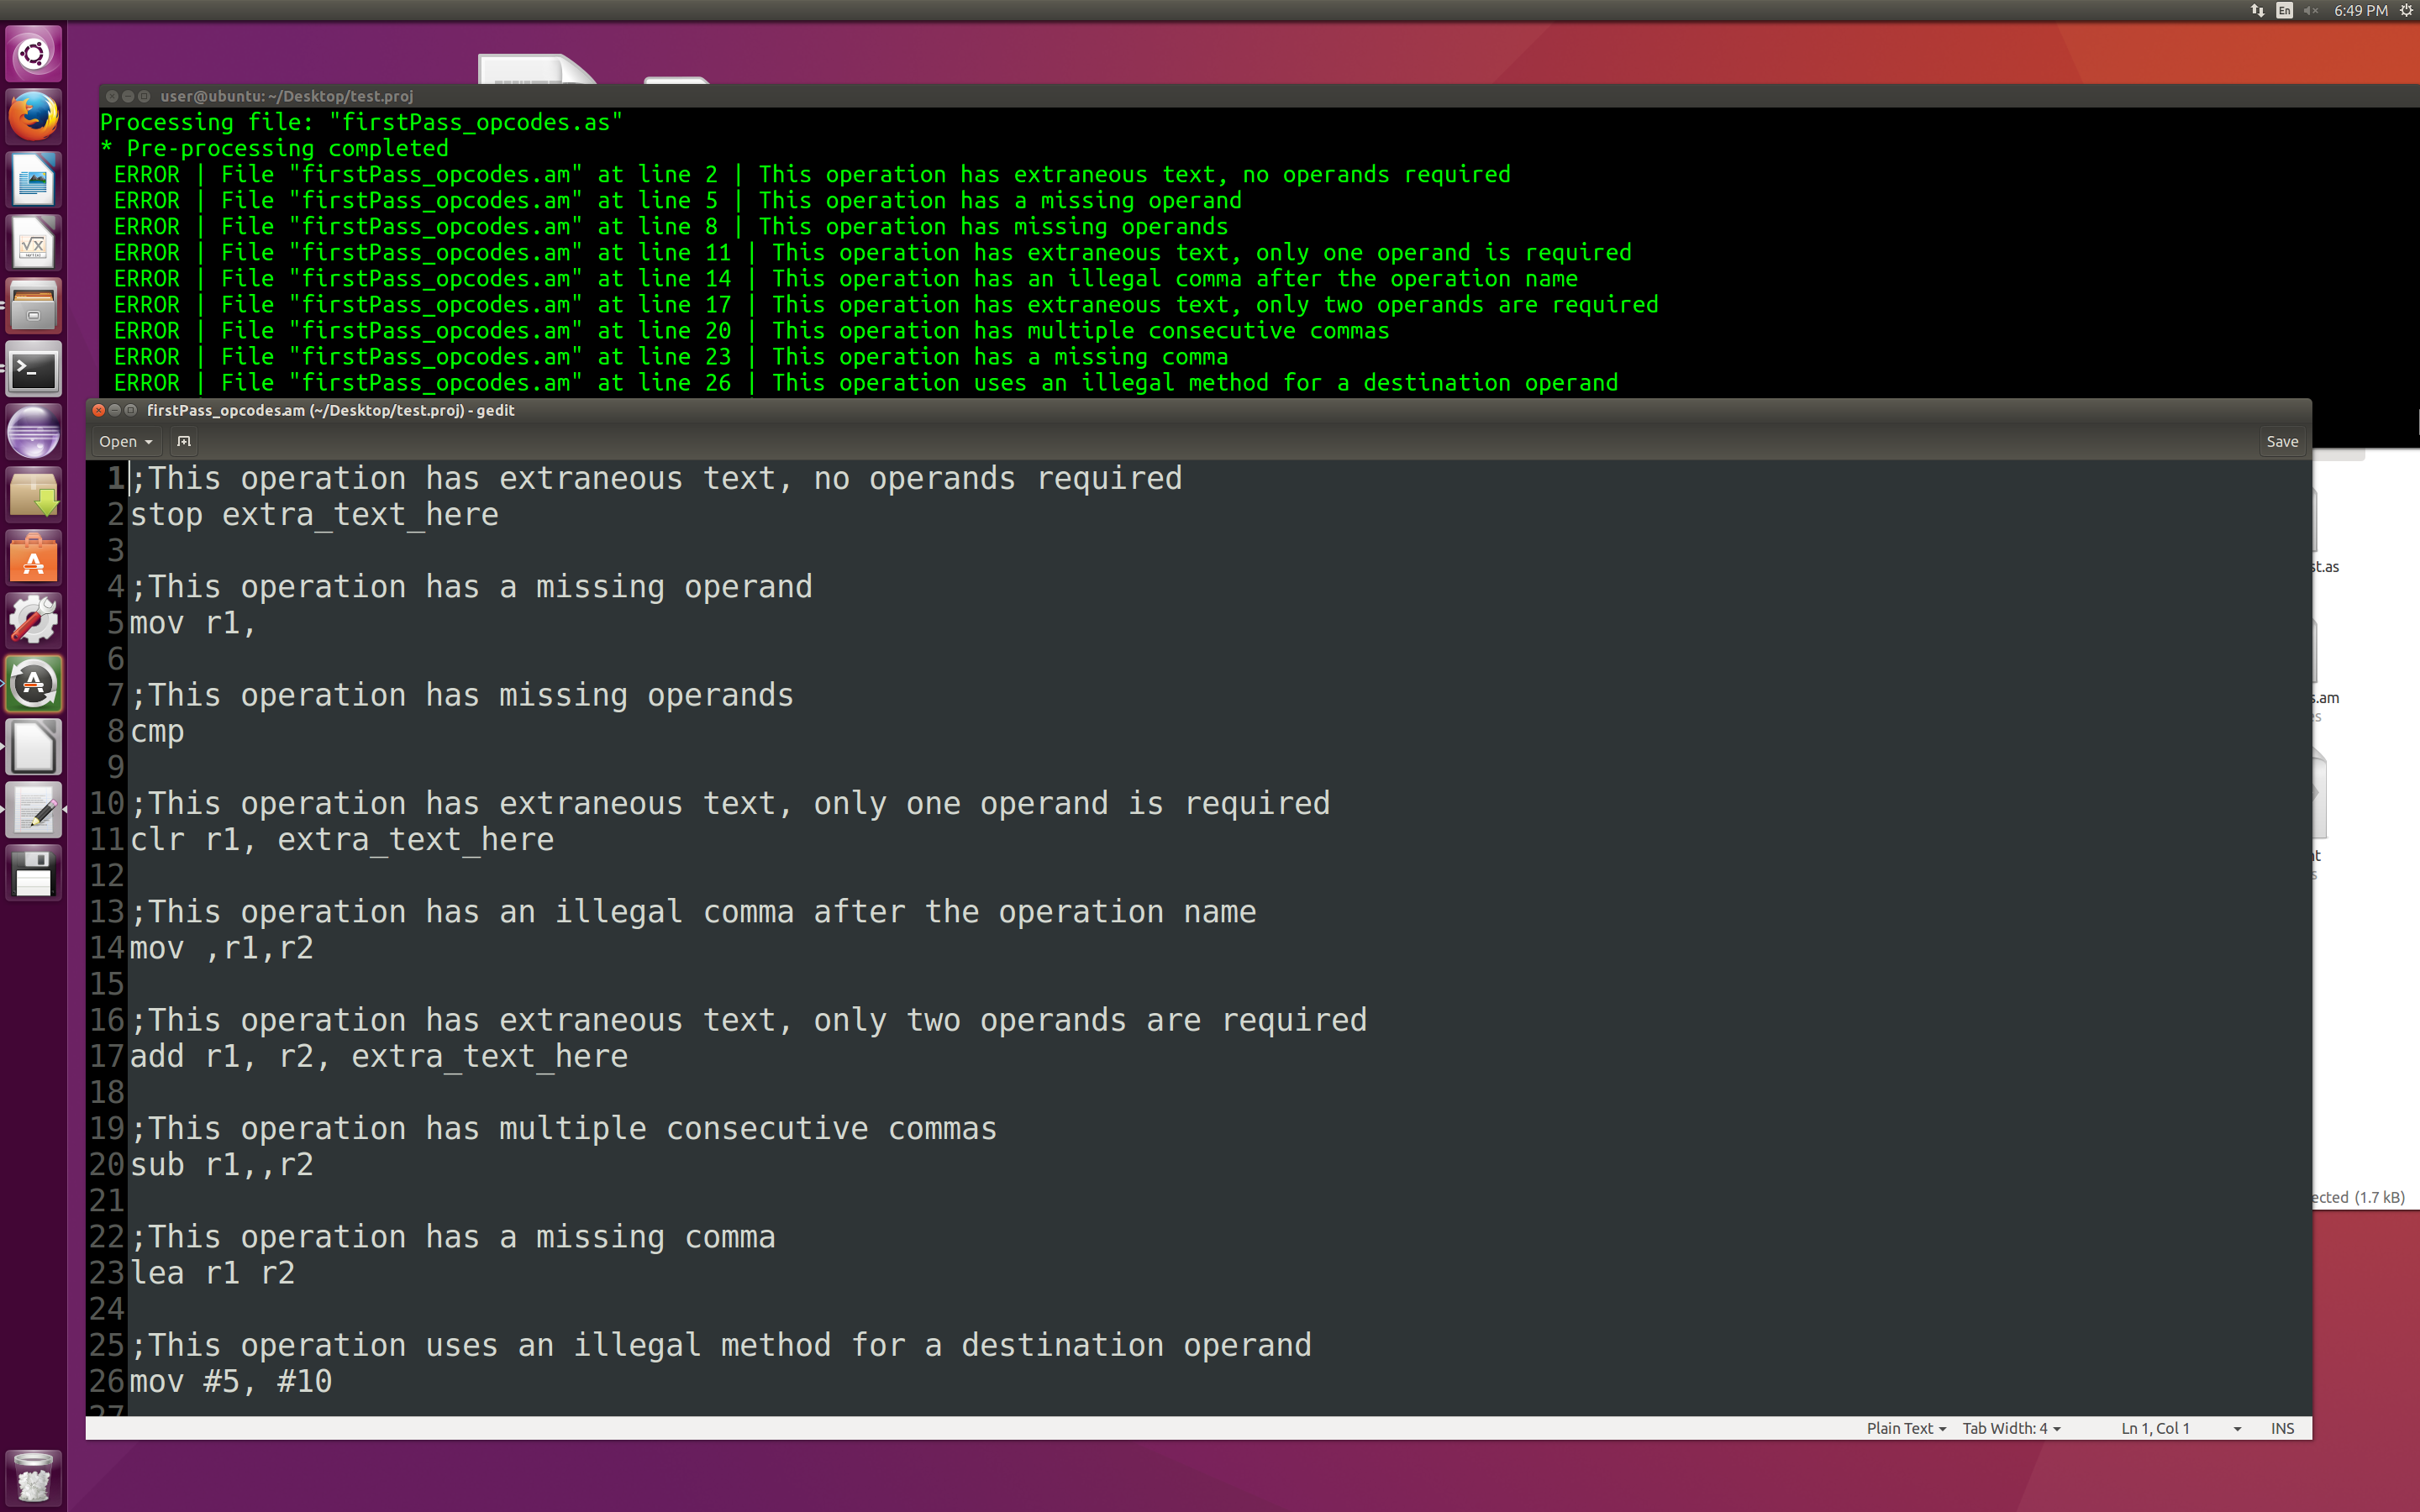 En 6:49 PM
user@ubuntu: ~/Desktop/test.proj
Processing file: "firstPass_opcodes.as"
* Pre-processing completed
ERROR | File "firstPass_opcodes.am" at line 2 | This operation has extraneous text, no operands required
ERROR | File "firstPass_opcodes.am" at line 5 | This operation has a missing operand
ERROR | File "firstPass_opcodes.am" at line 8 | This operation has missing operands
ERROR | File "firstPass_opcodes.am" at line 11 | This operation has extraneous text, only one operand is required
ERROR | File "firstPass_opcodes.am" at line 14 | This operation has an illegal comma after the operation name
ERROR | File "firstPass_opcodes.am" at line 17 | This operation has extraneous text, only two operands are required
ERROR | File "firstPass_opcodes.am" at line 20 | This operation has multiple consecutive commas
ERROR | File "firstPass_opcodes.am" at line 23 | This operation has a missing comma
ERROR | File "firstPass_opcodes.am" at line 26 | This operation uses an illegal method for a destination operand
firstPass_opcodes.am (~/Desktop/test.proj) - gedit
Open Save
1 ;This operation has extraneous text, no operands required
2 stop extra_text_here
3
4 ;This operation has a missing operand
5 mov r1,
6
7 ;This operation has missing operands
8 cmp
9
10 ;This operation has extraneous text, only one operand is required
11 clr r1, extra_text_here
12
13 ;This operation has an illegal comma after the operation name
14 mov ,r1,r2
15
16 ;This operation has extraneous text, only two operands are required
17 add r1, r2, extra_text_here
18
19 ;This operation has multiple consecutive commas
20 sub r1,,r2
21
22 ;This operation has a missing comma
23 lea r1 r2
24
25 ;This operation uses an illegal method for a destination operand
26 mov #5, #10
27
st.as
s.am
ected (1.7 kB)
Plain Text Tab Width: 4 Ln 1, Col 1 INS